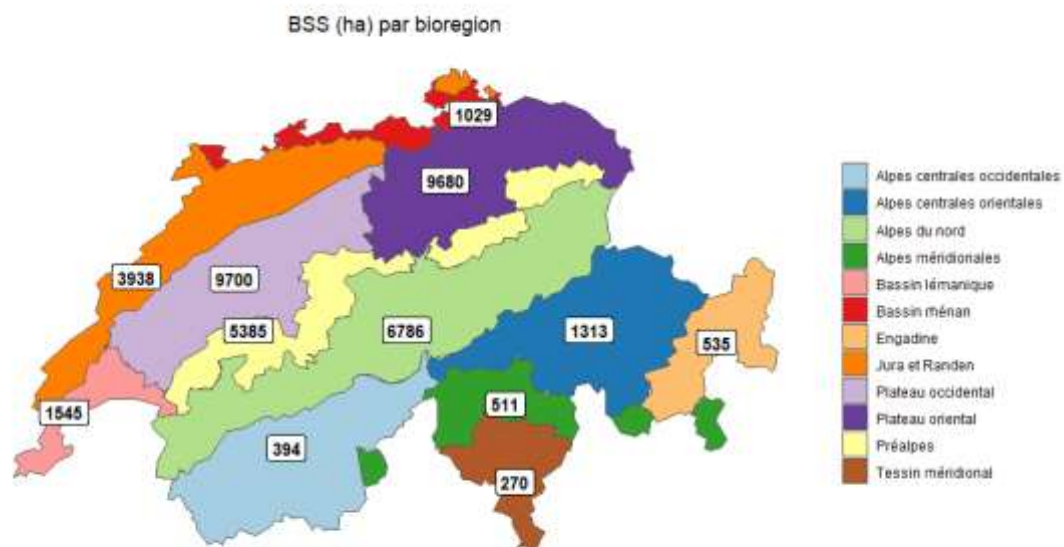 BSS (ha) par bioregion
1029
9680
3938
9700
5385
6786
1313
535
1545
511
394
270
Alpes centrales occidentales
Alpes centrales orientales
Alpes du nord
Alpes méridionales
Bassin lémanique
Bassin rhénan
Engadine
Jura et Randen
Plateau occidental
Plateau oriental
Préalpes
Tessin méridional